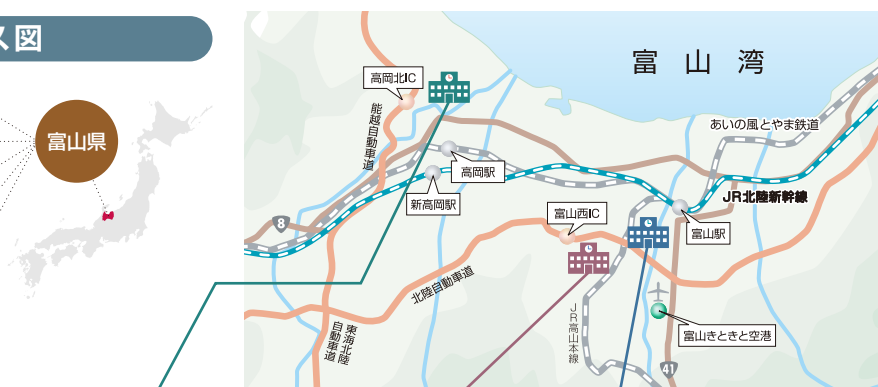 ス図
富山県
富山湾
高岡北IC
能越自動車道
あいの風とやま鉄道
高岡駅
新高岡駅
JR北陸新幹線
8
富山西IC
富山駅
北陸自動車道
東海北陸
自動車道
JR高山本線
富山きときと空港
41